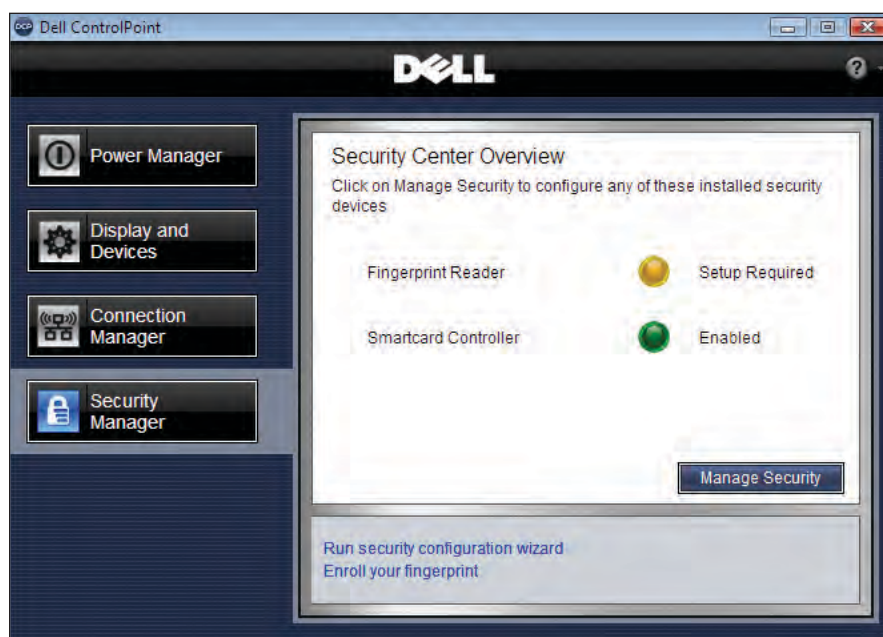 DCP Dell ControlPoint
DELL
?
Power Manager
Display and
Devices
Connection
Manager
Security
Manager
Security Center Overview
Click on Manage Security to configure any of these installed security
devices
Fingerprint Reader Setup Required
Smartcard Controller Enabled
Manage Security
Run security configuration wizard
Enroll your fingerprint